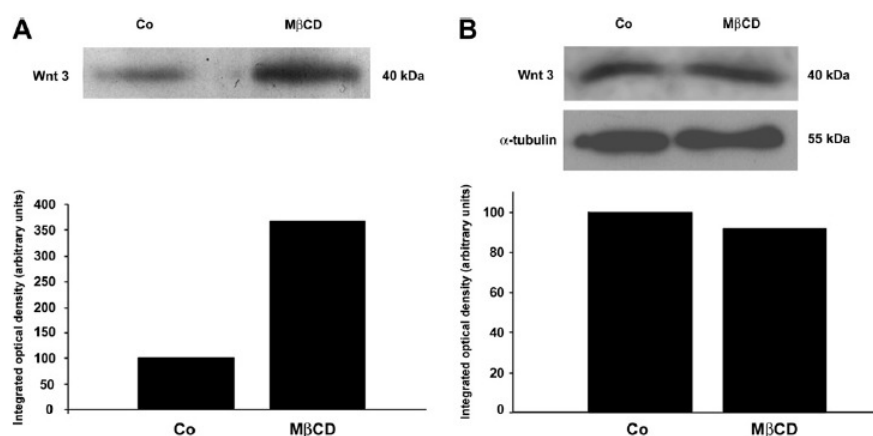 A
Co MβCD
Wnt 3 40 kDa
Integrated optical density (arbitrary units)
400
350
300
250
200
150
100
50
0
Co MβCD
B
Co MβCD
Wnt 3 40 kDa
α-tubulin 55 kDa
Integrated optical density (arbitrary units)
100
80
60
40
20
0
Co MβCD